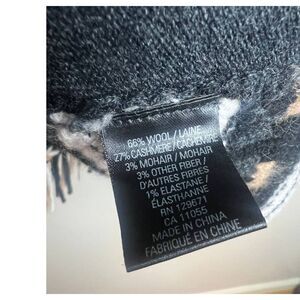 66% WOOL / LAINE
27% CASHMERE / CACHEMIRE
3% MOHAIR / MOHAIR
3% OTHER FIBER /
D'AUTRES FIBRES
1% ELASTANE /
ÉLASTHANNE
RN 129671
CA 11055
MADE IN CHINA
FABRIQUÉ EN CHINE